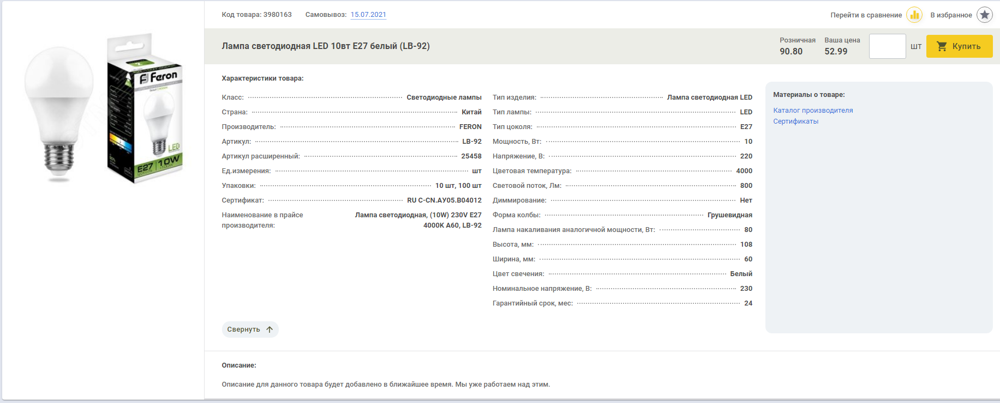 Код товара: 3980163 Самовывоз: 15.07.2021 Перейти в сравнение В избранное
Лампа светодиодная LED 10вт E27 белый (LB-92)
Розничная Ваша цена
90.80 52.99 шт Купить
Feron
LED
E27 10W
Характеристики товара:
Класс: Светодиодные лампы
Страна: Китай
Производитель: FERON
Артикул: LB-92
Артикул расширенный: 25458
Ед.измерения: шт
Упаковки: 10 шт, 100 шт
Сертификат: RU C-CN.АУ05.В04012
Наименование в прайсе производителя: Лампа светодиодная, (10W) 230V E27
4000K A60, LB-92
Тип изделия: Лампа светодиодная LED
Тип лампы: LED
Тип цоколя: E27
Мощность, Вт: 10
Напряжение, В: 220
Цветовая температура: 4000
Световой поток, Лм: 800
Диммирование: Нет
Форма колбы: Грушевидная
Лампа накаливания аналогичной мощности, Вт: 80
Высота, мм: 108
Ширина, мм: 60
Цвет свечения: Белый
Номинальное напряжение, В: 230
Гарантийный срок, мес: 24
Материалы о товаре:
Каталог производителя
Сертификаты
Свернуть
Описание:
Описание для данного товара будет добавлено в ближайшее время. Мы уже работаем над этим.